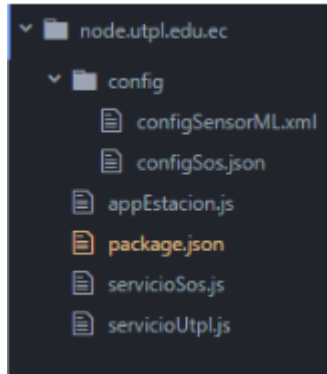 node.utpl.edu.ec
config
configSensorML.xml
configSos.json
appEstacion.js
package.json
servicioSos.js
servicioUtpl.js